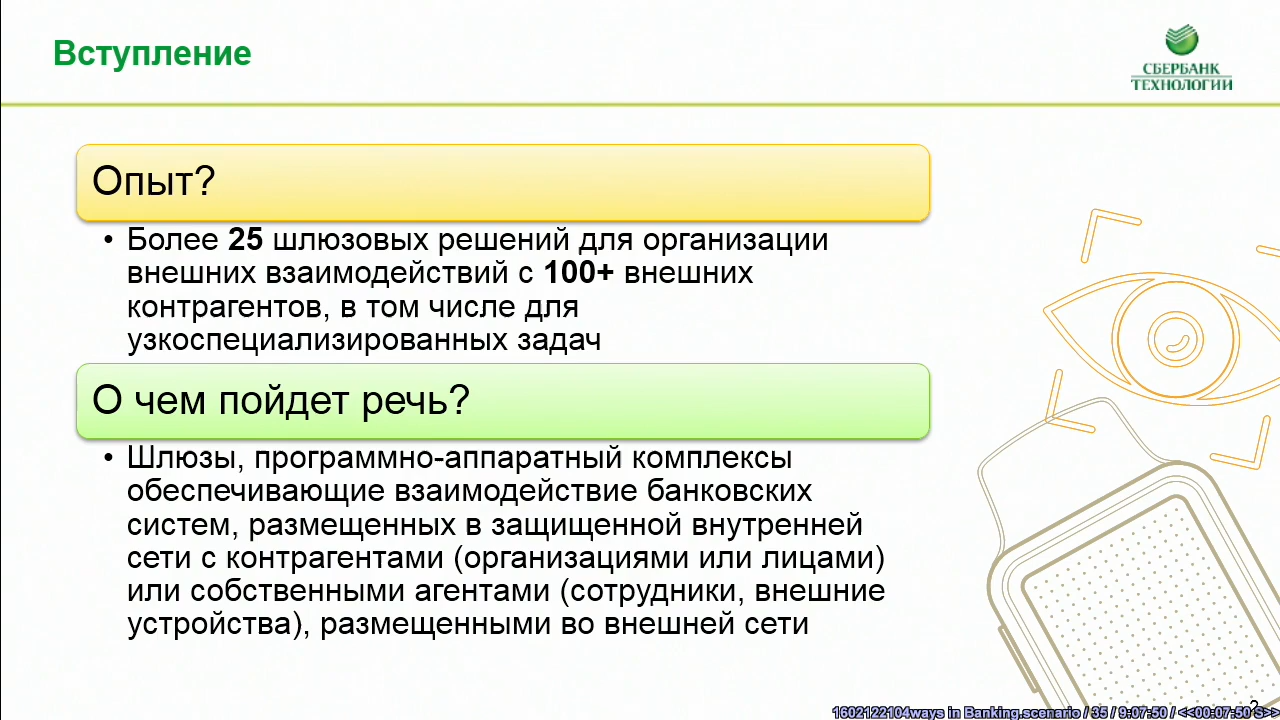 Вступление
СБЕРБАНК
ТЕХНОЛОГИИ
Опыт?
• Более 25 шлюзовых решений для организации
внешних взаимодействий с 100+ внешних
контрагентов, в том числе для
узкоспециализированных задач
О чем пойдет речь?
• Шлюзы, программно-аппаратный комплексы
обеспечивающие взаимодействие банковских
систем, размещенных в защищенной внутренней
сети с контрагентами (организациями или лицами)
или собственными агентами (сотрудники, внешние
устройства), размещенными во внешней сети
2
1602122104ways in Banking.scenario / 35 / 9:07:50 / <<00:07:50 S>>